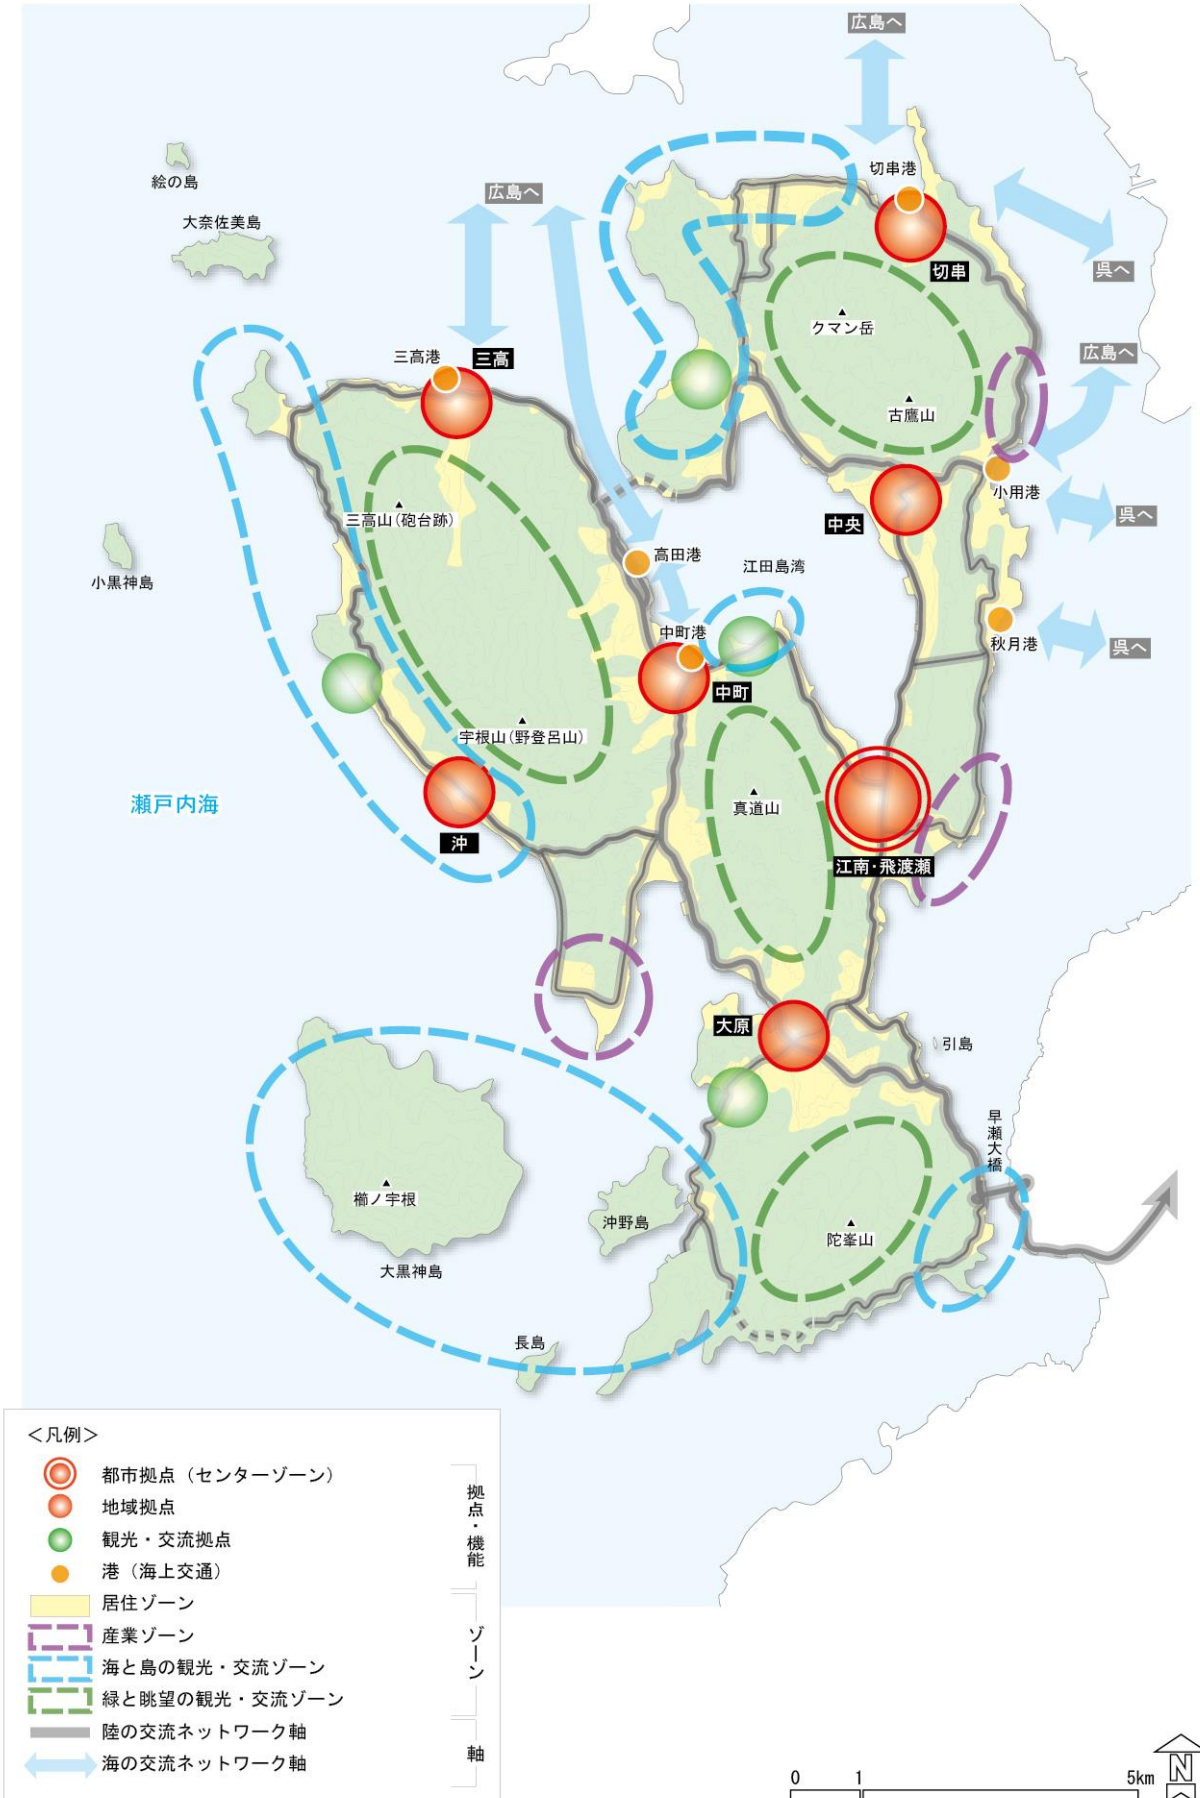 広島へ
切串港
絵の島
広島へ
大奈佐美島
切串
呉へ
クマン岳
三高港
三高
広島へ
古鷹山
小用港
三高山(砲台跡)
中央
呉へ
高田港
江田島湾
小黒神島
中町港
秋月港
呉へ
中町
宇根山(野登呂山)
瀬戸内海
真道山
沖
江南・飛渡瀬
大原
引島
早瀬大橋
櫛ノ宇根
沖野島
陀峯山
大黒神島
長島
<凡例>
都市拠点（センターゾーン）
地域拠点
観光・交流拠点
港（海上交通）
拠点・機能
居住ゾーン
産業ゾーン
海と島の観光・交流ゾーン
緑と眺望の観光・交流ゾーン
ゾーン
陸の交流ネットワーク軸
海の交流ネットワーク軸
軸
0 1 5km
N